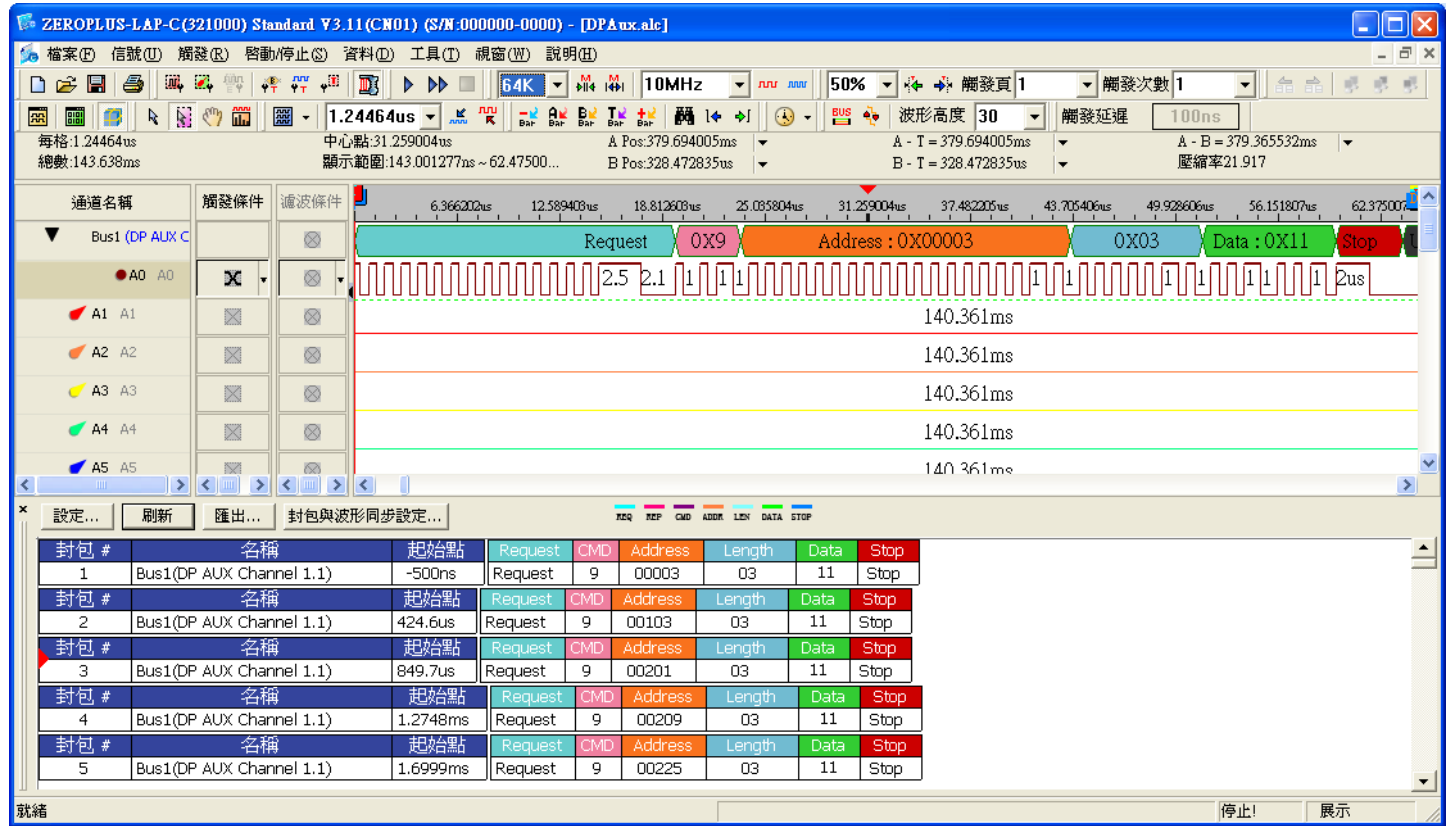 ZEROPLUS-LAP-C(321000) Standard V3.11(CN01) (S/N:000000-0000) - [DPAux.alc]
檔案(F) 信號(U) 觸發(R) 啓動/停止(S) 資料(D) 工具(T) 視窗(W) 說明(H)
64K 10MHz 50% 觸發頁 1 觸發次數 1
1.24464us Bar Bar Bar Bar Bar BUS 波形高度 30 觸發延遲 100ns
每格:1.24464us 中心點:31.259004us A Pos:379.694005ms A - T = 379.694005ms A - B = 379.365532ms
總數:143.638ms 顯示範圍:143.001277ns ~ 62.47500... B Pos:328.472835us B - T = 328.472835us 壓縮率21.917
通道名稱 觸發條件 濾波條件 6.366202us 12.589403us 18.812603us 25.035804us 31.259004us 37.482205us 43.705406us 49.928606us 56.151807us 62.37500
Bus1 (DP AUX C Request 0X9 Address : 0X00003 0X03 Data : 0X11 Stop U
A0 A0 2.5 2.1 1 1 1 1 1 1 1 1 1 1 2us
A1 A1 140.361ms
A2 A2 140.361ms
A3 A3 140.361ms
A4 A4 140.361ms
A5 A5 140.361ms
設定... 刷新 匯出... 封包與波形同步設定... REQ REP CMD ADDR LEN DATA STOP
封包 # 名稱 起始點 Request CMD Address Length Data Stop
1 Bus1(DP AUX Channel 1.1) -500ns Request 9 00003 03 11 Stop
封包 # 名稱 起始點 Request CMD Address Length Data Stop
2 Bus1(DP AUX Channel 1.1) 424.6us Request 9 00103 03 11 Stop
封包 # 名稱 起始點 Request CMD Address Length Data Stop
3 Bus1(DP AUX Channel 1.1) 849.7us Request 9 00201 03 11 Stop
封包 # 名稱 起始點 Request CMD Address Length Data Stop
4 Bus1(DP AUX Channel 1.1) 1.2748ms Request 9 00209 03 11 Stop
封包 # 名稱 起始點 Request CMD Address Length Data Stop
5 Bus1(DP AUX Channel 1.1) 1.6999ms Request 9 00225 03 11 Stop
就緒 停止! 展示